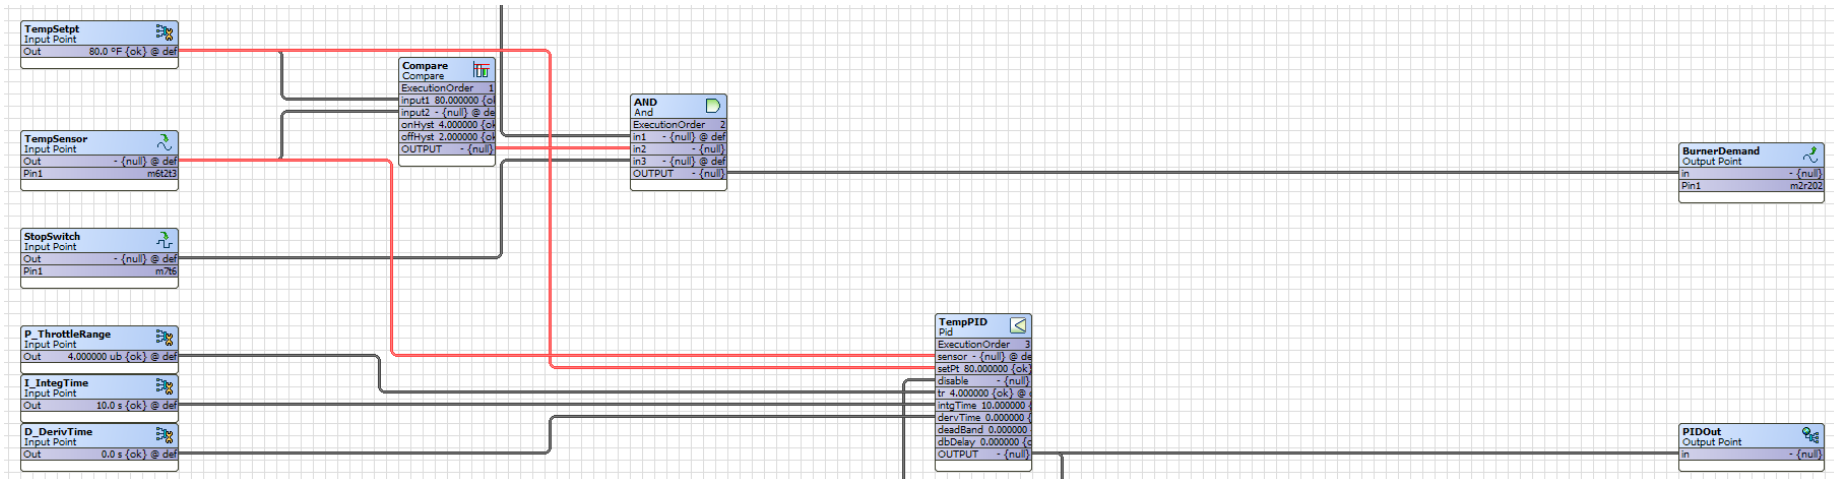 TempSetpt
Input Point
Out 80.0 °F {ok} @ def
Compare
Compare
ExecutionOrder 1
input1 80.000000 {ok
input2 - {null} @ de
onHyst 4.000000 {ok
offHyst 2.000000 {ok
OUTPUT - {null}
AND
And
ExecutionOrder 2
in1 - {null} @ def
in2 - {null}
in3 - {null} @ def
OUTPUT - {null}
TempSensor
Input Point
Out - {null} @ def
Pin1 m6t2t3
BurnerDemand
Output Point
in - {null}
Pin1 m2r202
StopSwitch
Input Point
Out - {null} @ def
Pin1 m7t6
P_ThrottleRange
Input Point
Out 4.000000 ub {ok} @ def
I_IntegTime
Input Point
Out 10.0 s {ok} @ def
D_DerivTime
Input Point
Out 0.0 s {ok} @ def
TempPID
Pid
ExecutionOrder 3
sensor - {null} @ de
setPt 80.000000 {ok}
disable - {null}
tr 4.000000 {ok} @
intgTime 10.000000 {
dervTime 0.000000 {
deadBand 0.000000
dbDelay 0.000000 {o
OUTPUT - {null}
PIDOut
Output Point
in - {null}